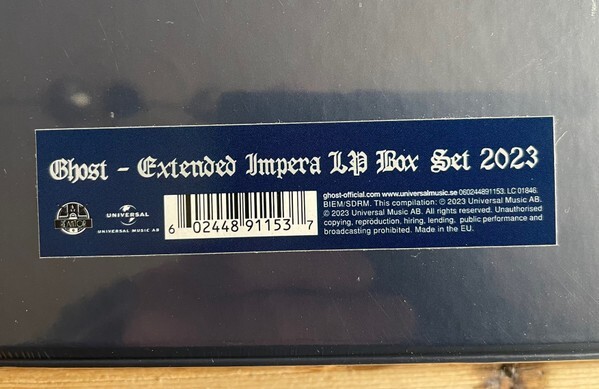 Ghost - Extended Impera LP Box Set 2023
UNIVERSAL
UNIVERSAL MUSIC AB
6 02448 91153 7
ghost-official.com www.universalmusic.se 060244891153. LC 01846.
BIEM/SDRM. This compilation: ℗ 2023 Universal Music AB.
© 2023 Universal Music AB. All rights reserved. Unauthorised
copying, reproduction, hiring, lending, public performance and
broadcasting prohibited. Made in the EU.